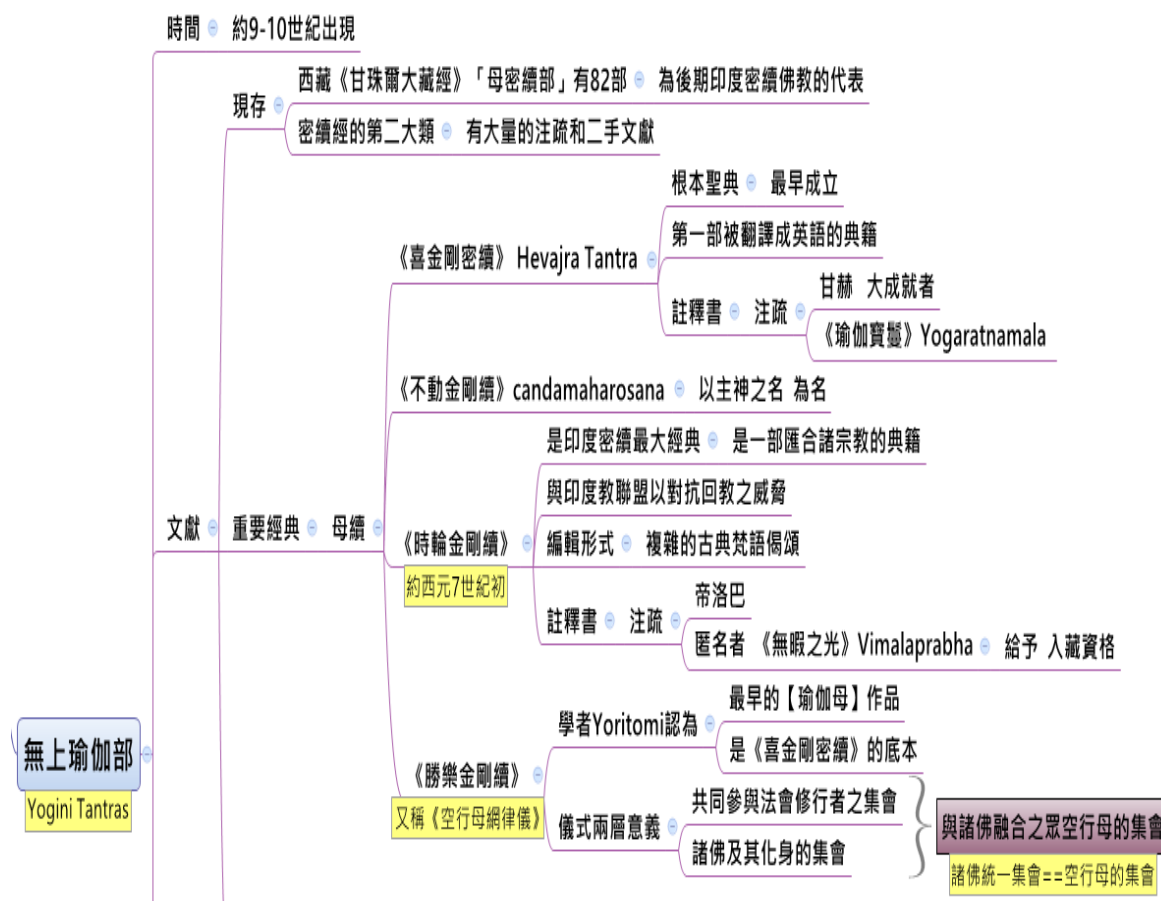 時間 約9-10世紀出現
西藏《甘珠爾大藏經》「母密續部」有82部 為後期印度密續佛教的代表
現存
密續經的第二大類 有大量的注疏和二手文獻
根本聖典 最早成立
第一部被翻譯成英語的典籍
《喜金剛密續》 Hevajra Tantra
甘赫 大成就者
註釋書 注疏
《瑜伽寶鬘》Yogaratnamala
《不動金剛續》candamaharosana 以主神之名 為名
是印度密續最大經典 是一部匯合諸宗教的典籍
與印度教聯盟以對抗回教之威脅
文獻 重要經典 母續
《時輪金剛續》 編輯形式 複雜的古典梵語偈頌
約西元7世紀初
帝洛巴
註釋書 注疏
匿名者 《無暇之光》Vimalaprabha 給予 入藏資格
最早的【瑜伽母】作品
學者Yoritomi認為
是《喜金剛密續》的底本
無上瑜伽部
Yogini Tantras
《勝樂金剛續》
又稱《空行母網律儀》
共同參與法會修行者之集會
儀式兩層意義
諸佛及其化身的集會
與諸佛融合之眾空行母的集會
諸佛統一集會==空行母的集會